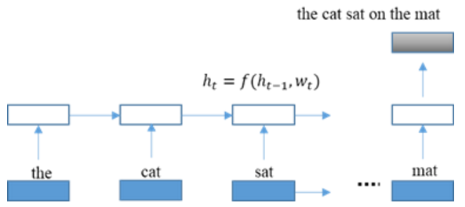 the cat sat on the mat
h_t = f(h_{t-1}, w_t)
the cat sat .... mat